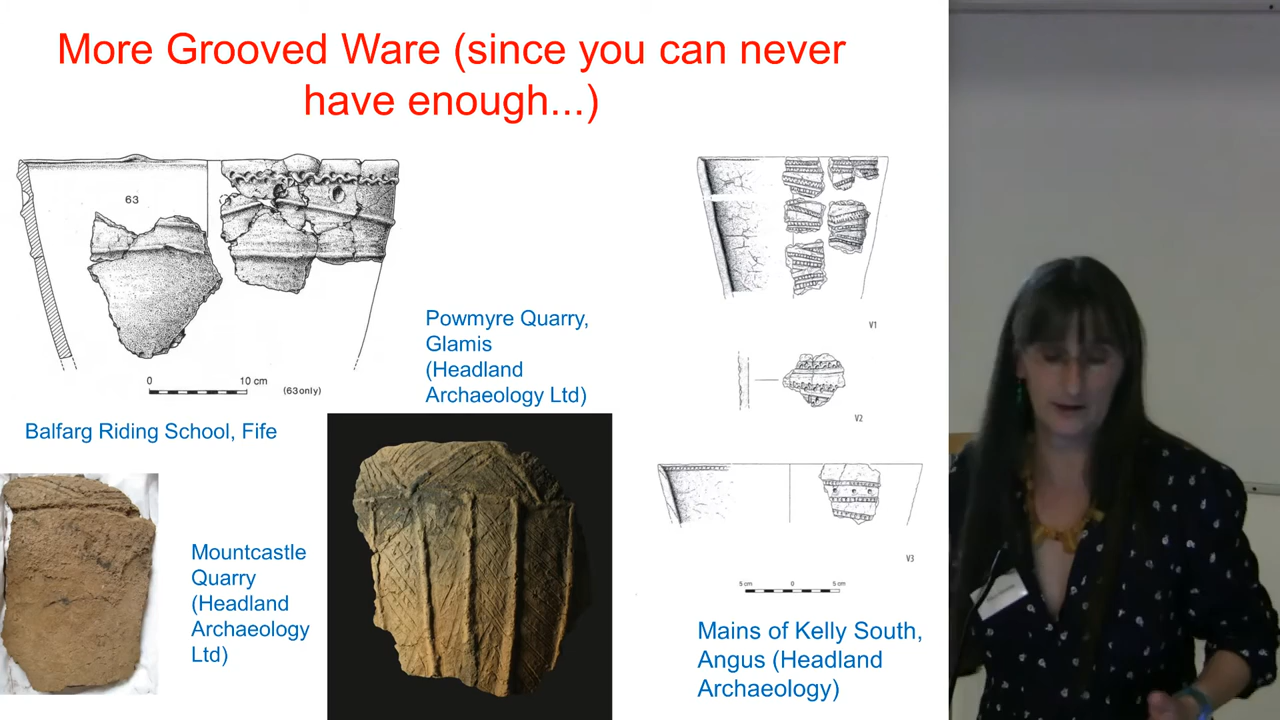 More Grooved Ware (since you can never
have enough...)
63
0 10 cm (63only)
Balfarg Riding School, Fife
Powmyre Quarry,
Glamis
(Headland
Archaeology Ltd)
Mountcastle
Quarry
(Headland
Archaeology
Ltd)
V1
V2
V3
5 cm 0 5 cm
Mains of Kelly South,
Angus (Headland
Archaeology)